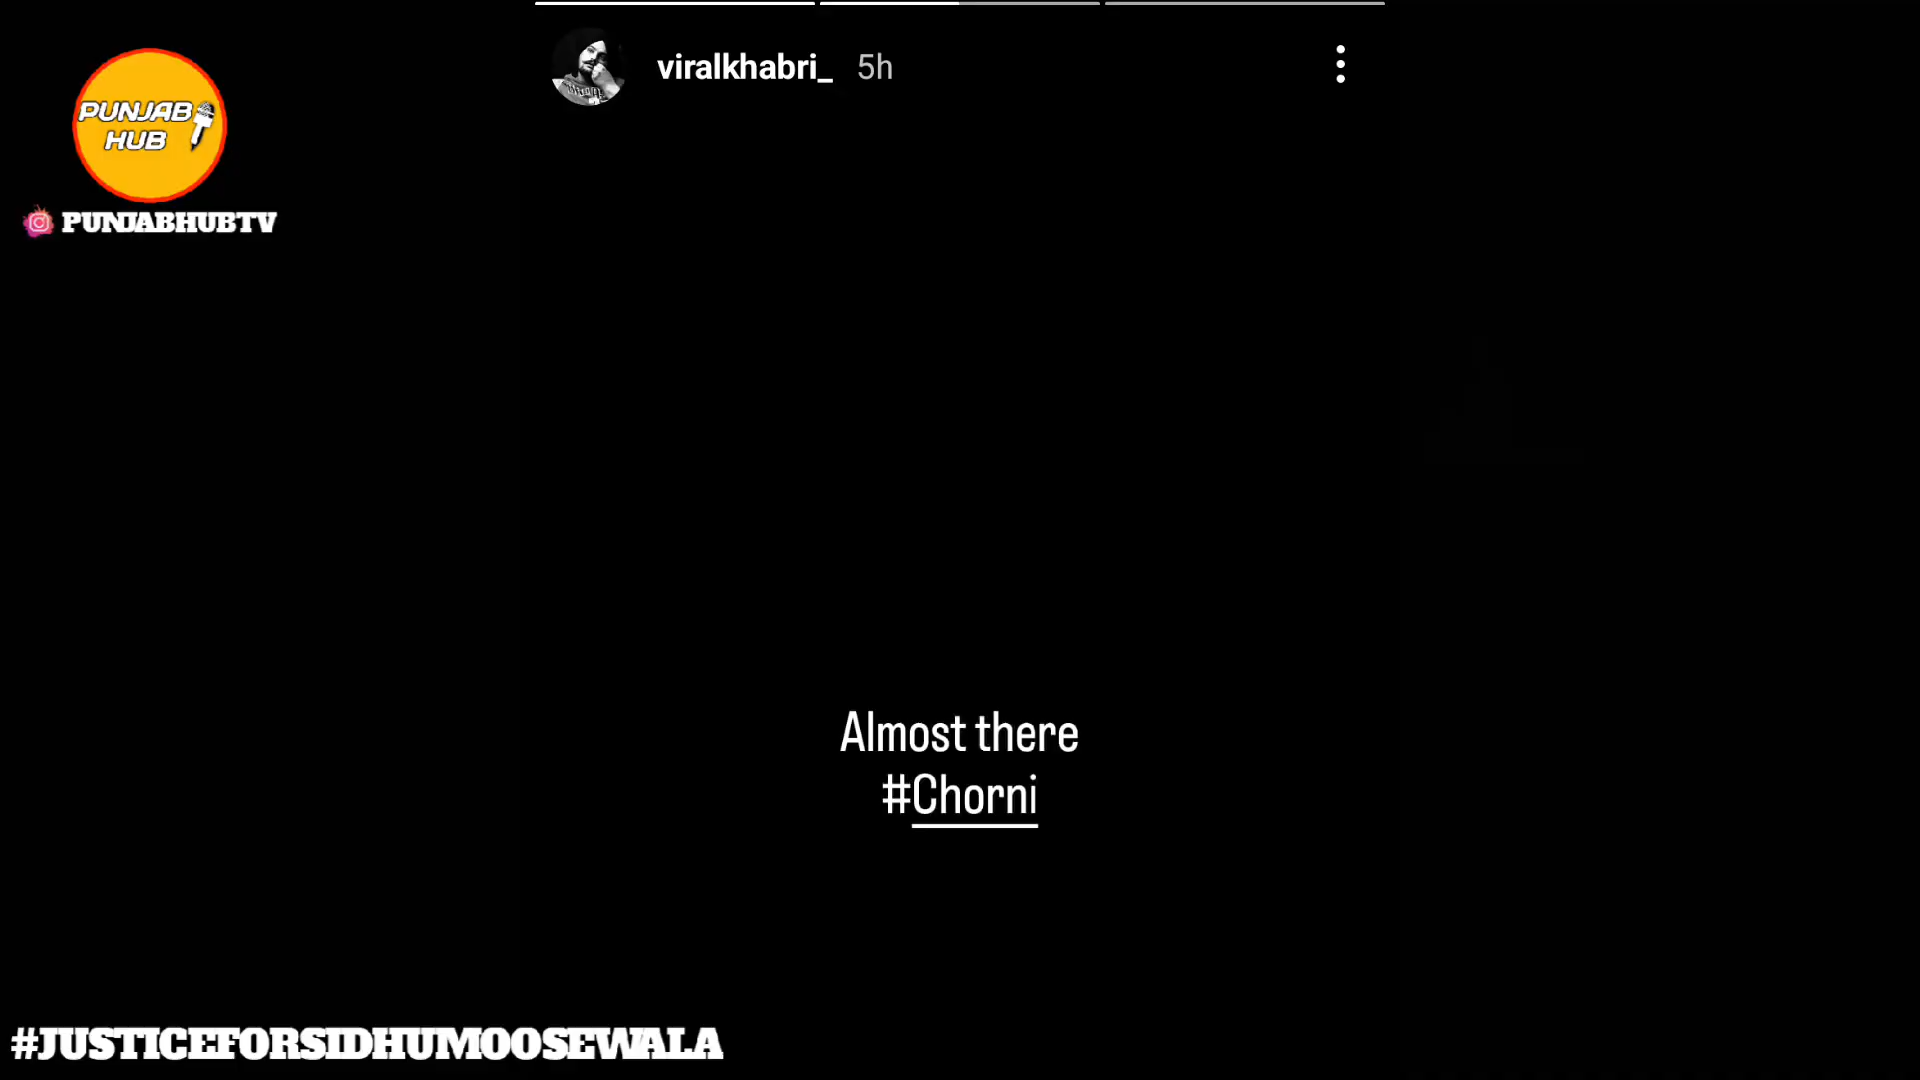 viralkhabri_ 5h
PUNJAB
HUB
PUNJABHUBTV
Almost there
#Chorni
#JUSTICEFORSIDHUMOOSEWALA